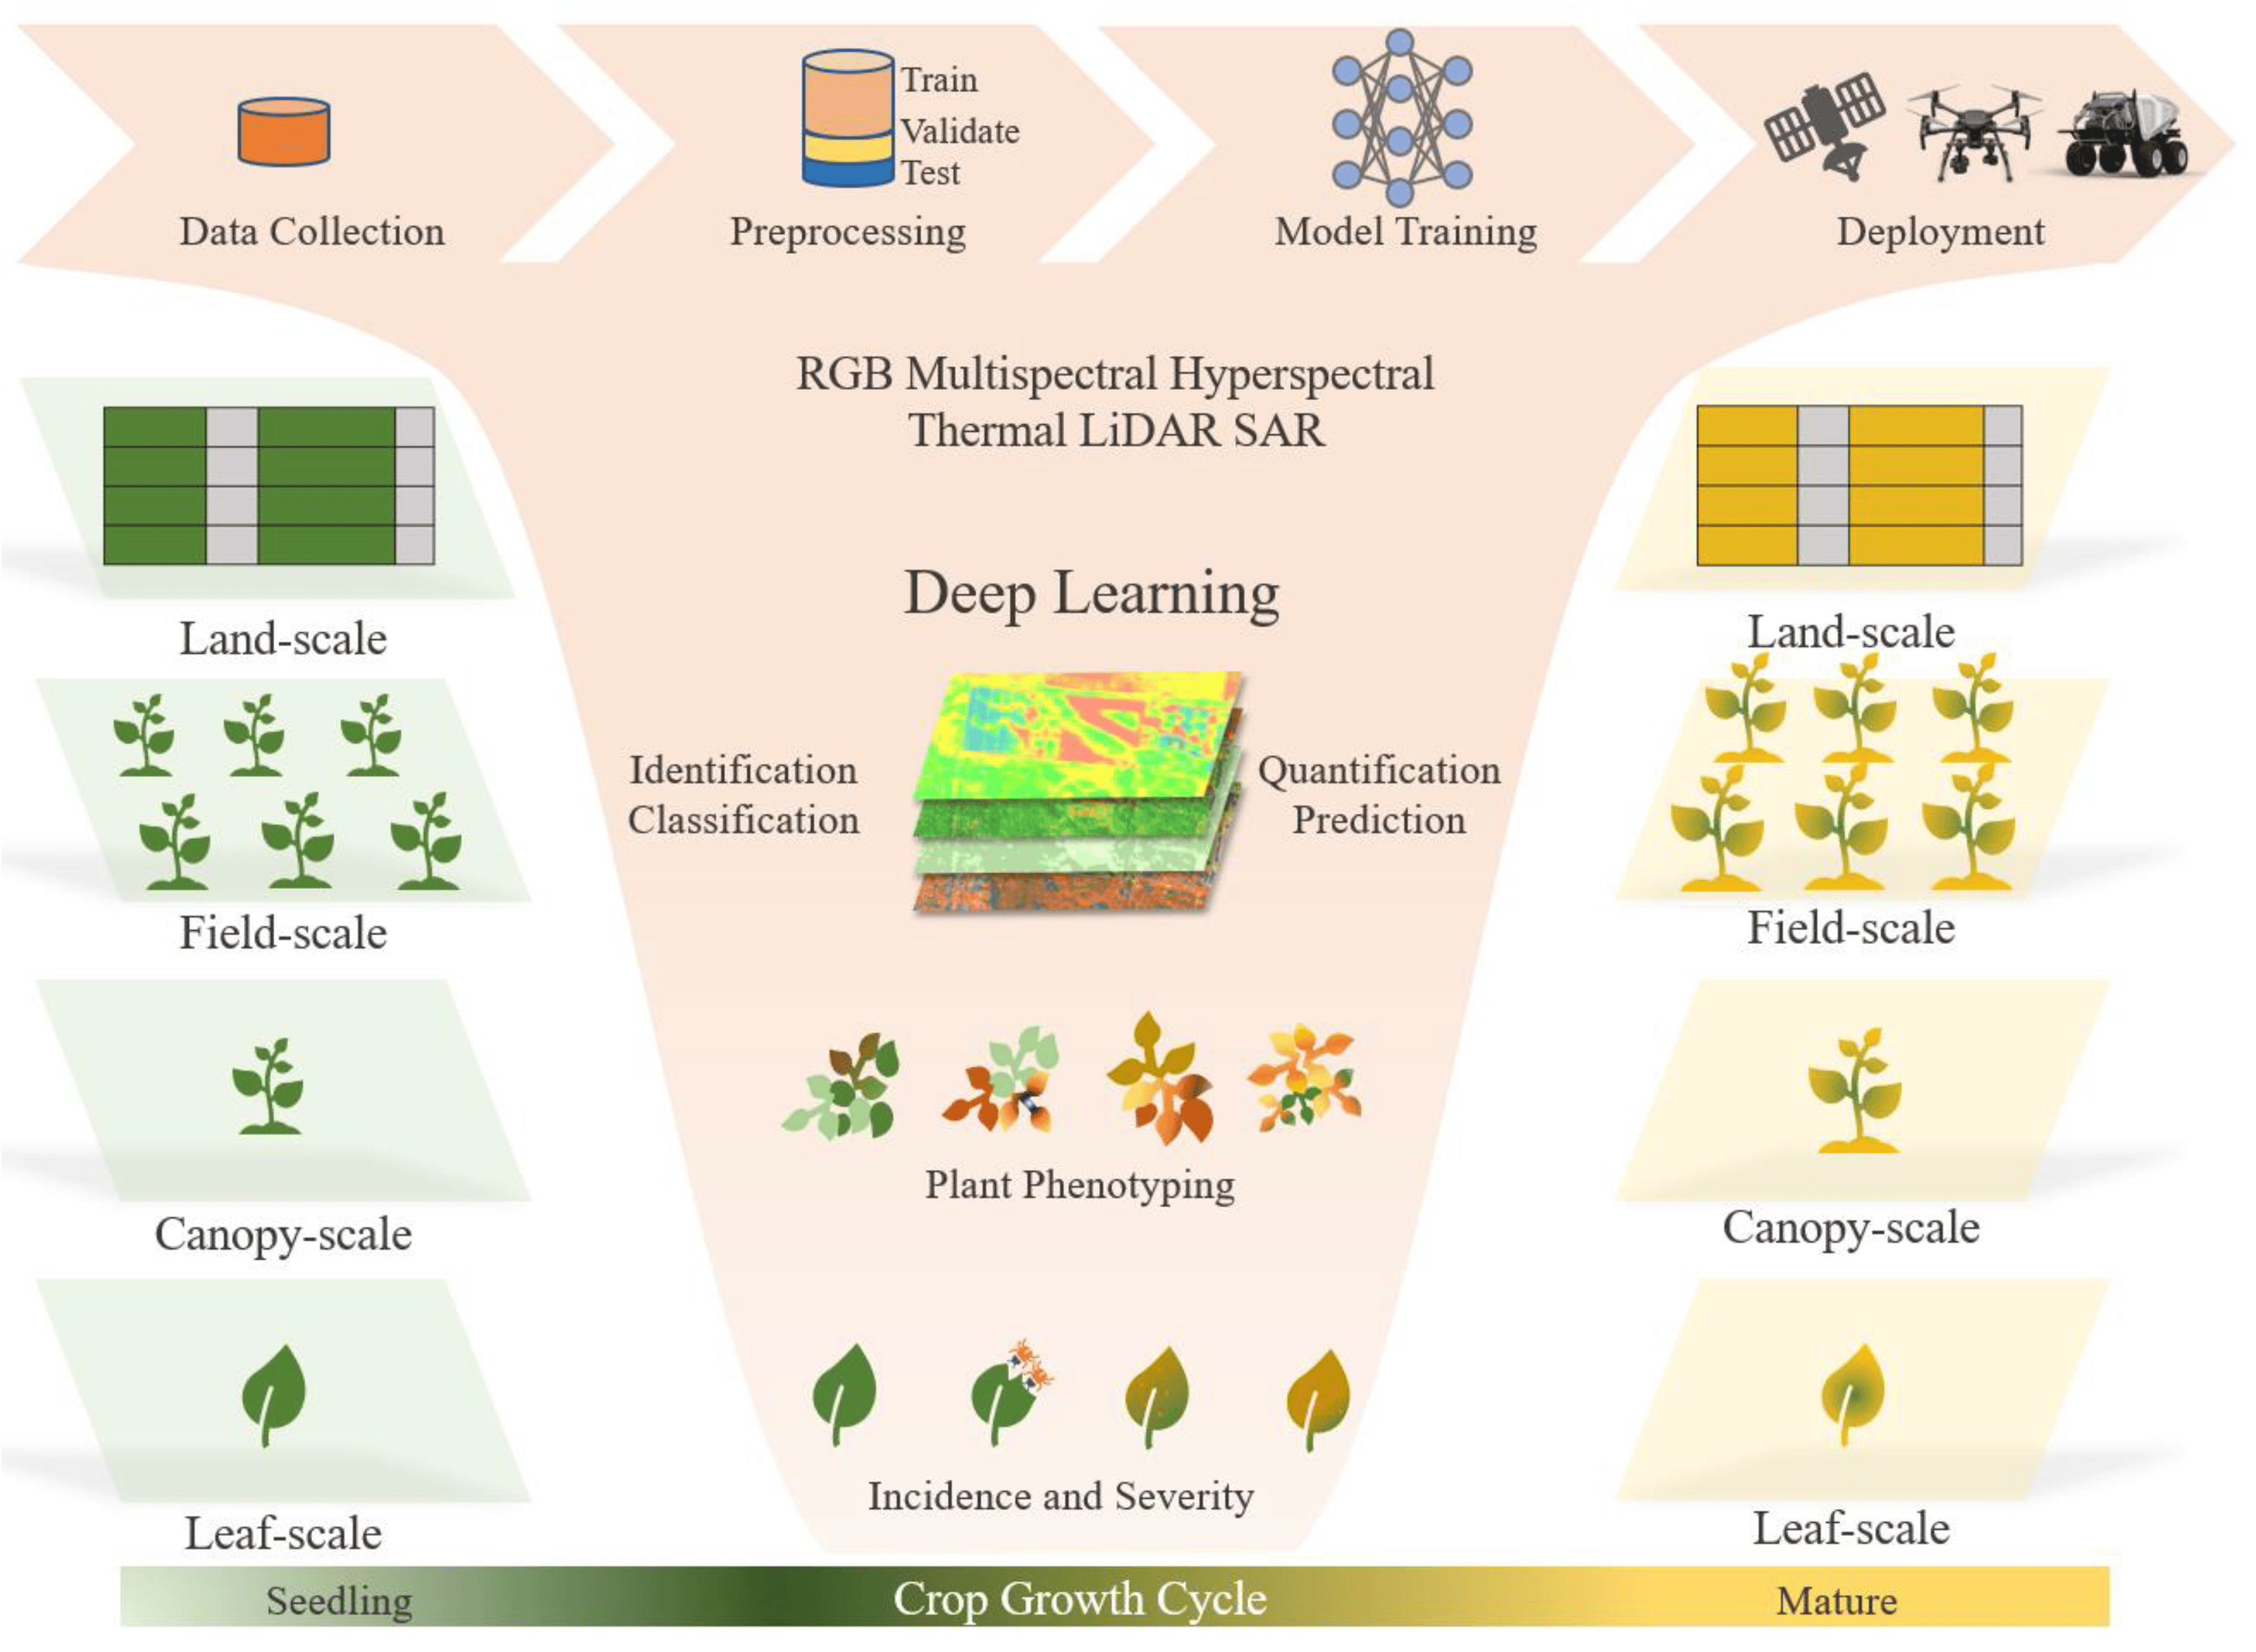 Train
Validate
Test
Data Collection
Preprocessing
Model Training
Deployment
RGB Multispectral Hyperspectral
Thermal LiDAR SAR
Deep Learning
Land-scale
Land-scale
Identification
Classification
Quantification
Prediction
Field-scale
Field-scale
Plant Phenotyping
Canopy-scale
Canopy-scale
Incidence and Severity
Leaf-scale
Leaf-scale
Seedling
Crop Growth Cycle
Mature